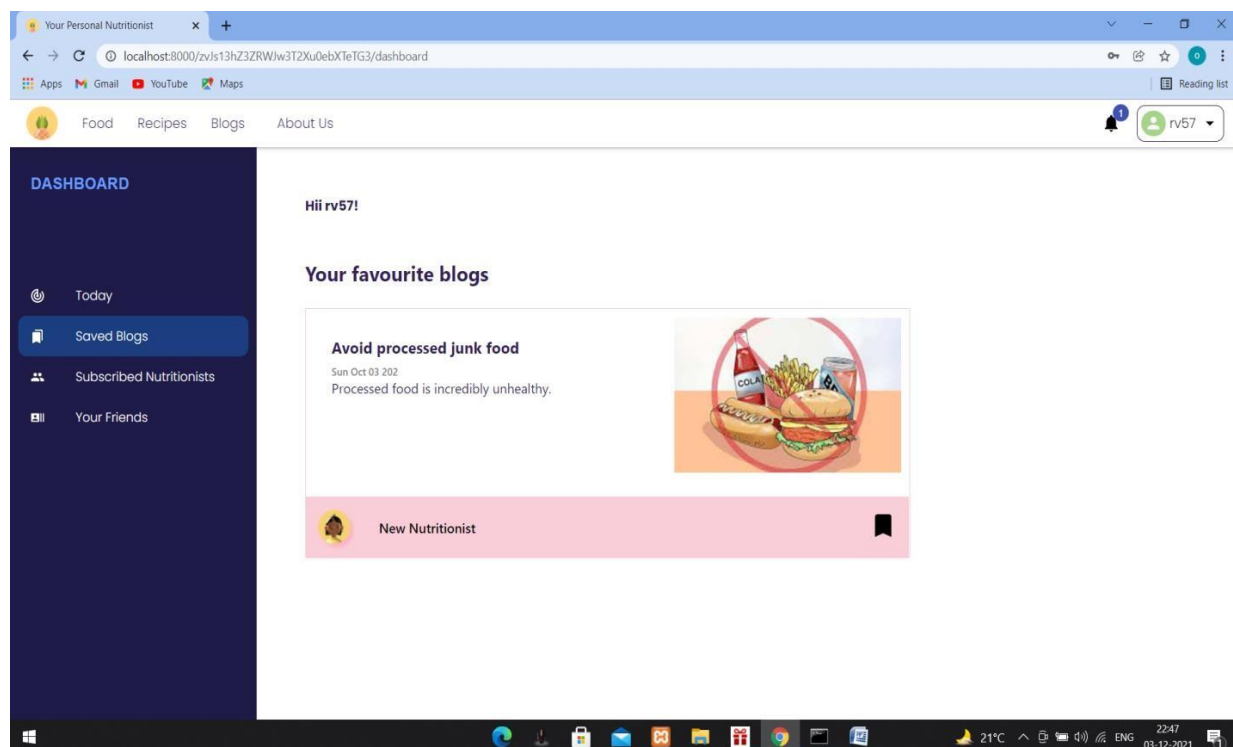 Your Personal Nutritionist
localhost:8000/zvJs13hZ3ZRWJw3T2Xu0ebXTeTG3/dashboard
Apps Gmail YouTube Maps Reading list
Food Recipes Blogs About Us 1 rv57
DASHBOARD
Today
Saved Blogs
Subscribed Nutritionists
Your Friends
Hii rv57!
Your favourite blogs
Avoid processed junk food
Sun Oct 03 202
Processed food is incredibly unhealthy.
COLA
New Nutritionist
21°C ENG 22:47
03-12-2021